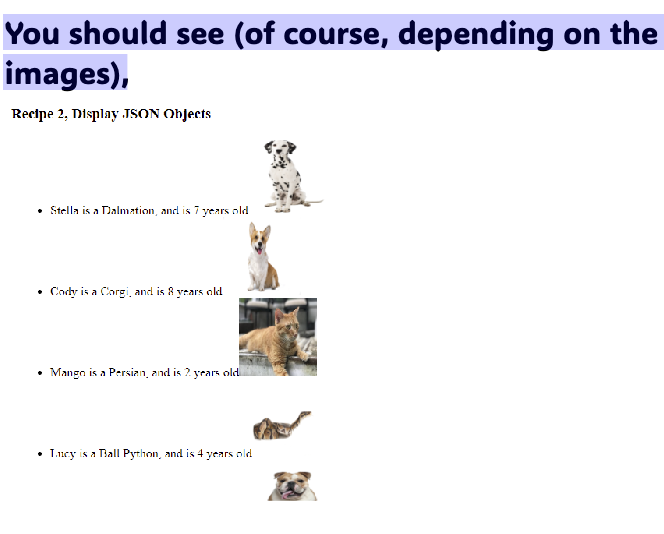 You should see (of course, depending on the
images),
Recipe 2, Display JSON Objects
• Stella is a Dalmation, and is 7 years old
• Cody is a Corgi, and is 8 years old
• Mango is a Persian, and is 2 years old
• Lucy is a Ball Python, and is 4 years old